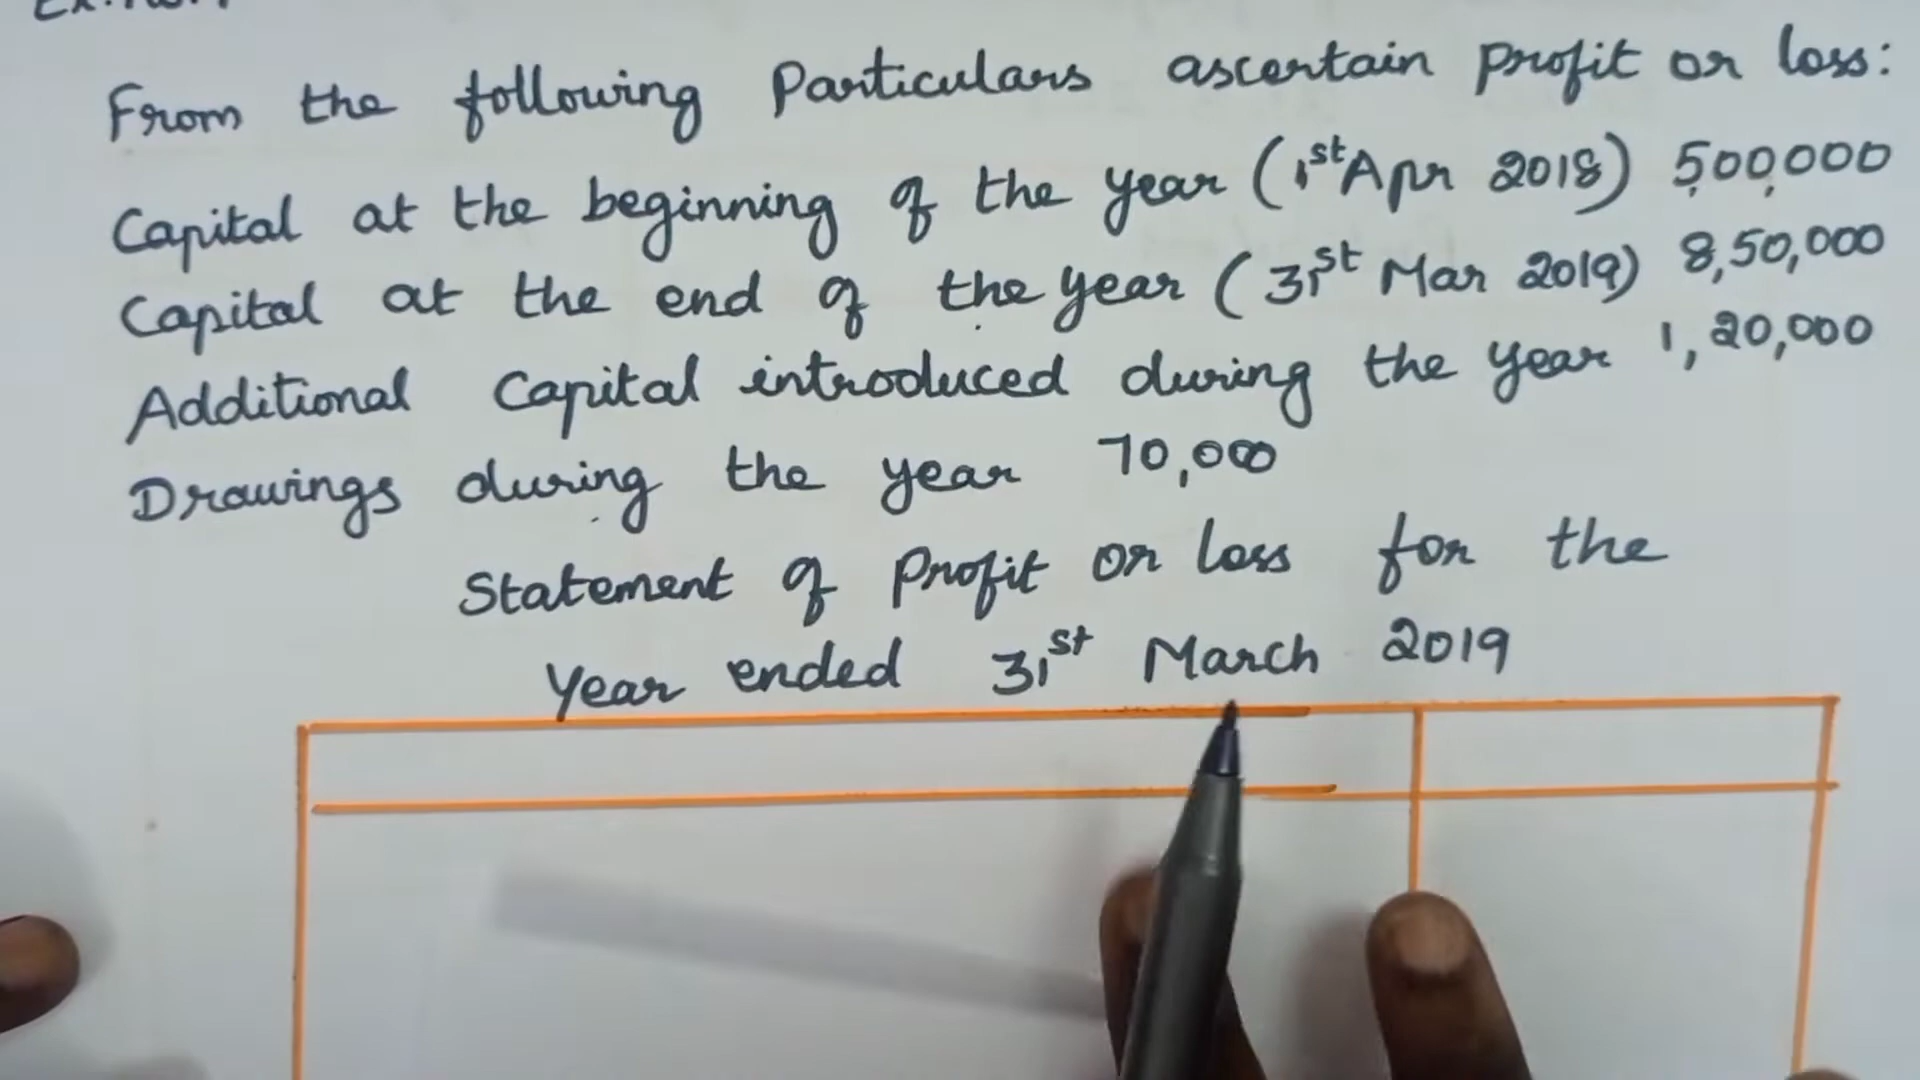 From the following Particulars ascertain profit or loss:
Capital at the beginning of the year (1st Apr 2018) 5,00,000
Capital at the end of the year (31st Mar 2019) 8,50,000
Additional Capital introduced during the year 1,20,000
Drawings during the year 70,000
Statement of Profit or loss for the
Year ended 31st March 2019